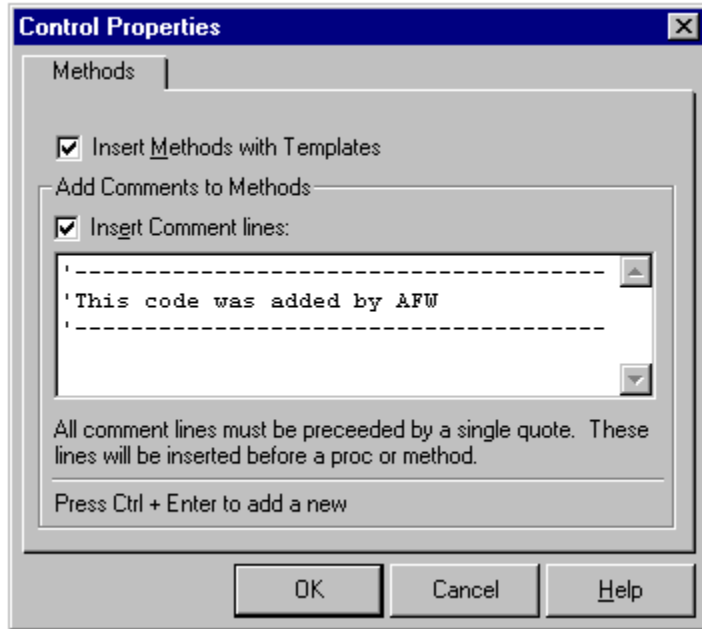 Control Properties
Methods
Insert Methods with Templates
Add Comments to Methods
Insert Comment lines:
'--------------------------------------
'This code was added by AFW
'--------------------------------------
All comment lines must be preceeded by a single quote.  These
lines will be inserted before a proc or method.
Press Ctrl + Enter to add a new
OK Cancel Help